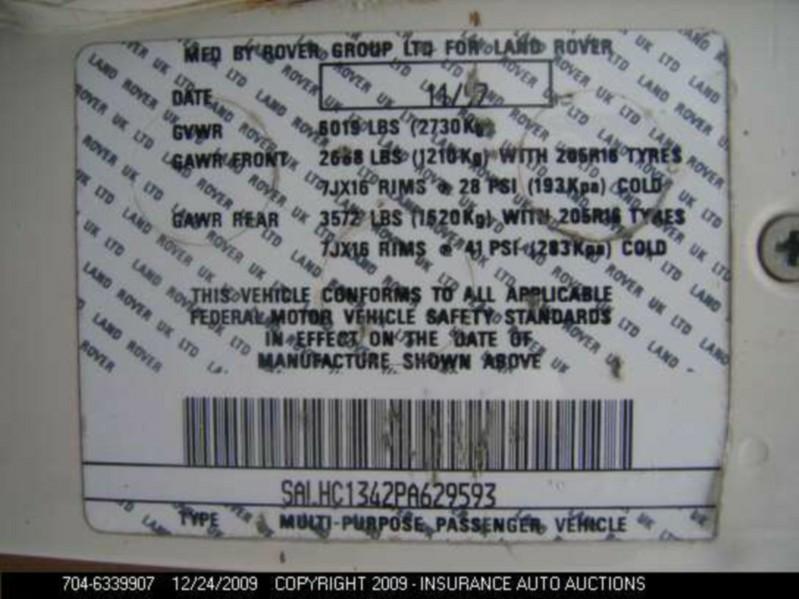 MFD BY ROVER GROUP LTD FOR LAND ROVER
DATE 11/97
GVWR 6019 LBS (2730Kg)
GAWR FRONT 2668 LBS (1210Kg) WITH 205R16 TYRES
7JX16 RIMS @ 28 PSI (193Kpa) COLD
GAWR REAR 3572 LBS (1620Kg) WITH 205R16 TYRES
7JX16 RIMS @ 41 PSI (283Kpa) COLD
THIS VEHICLE CONFORMS TO ALL APPLICABLE
FEDERAL MOTOR VEHICLE SAFETY STANDARDS
IN EFFECT ON THE DATE OF
MANUFACTURE SHOWN ABOVE
SALHC1342PA629593
TYPE MULTI-PURPOSE PASSENGER VEHICLE
704-6339907 12/24/2009 COPYRIGHT 2009 - INSURANCE AUTO AUCTIONS